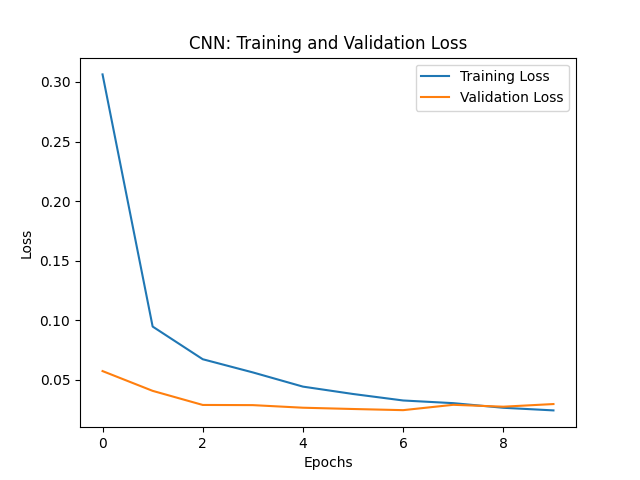 CNN: Training and Validation Loss
Training Loss
Validation Loss
0.30
0.25
0.20
0.15
0.10
0.05
Loss
0 2 4 6 8
Epochs